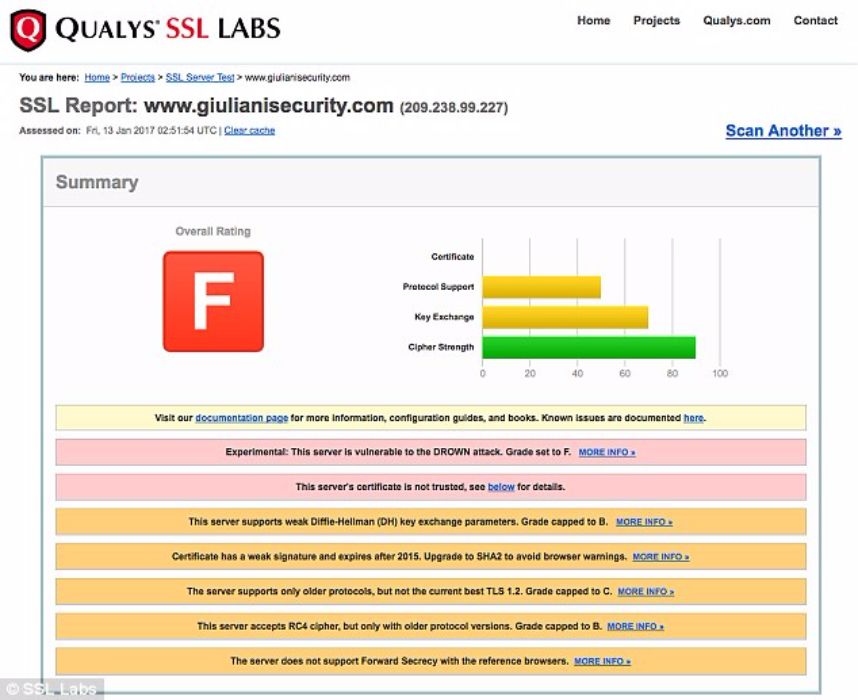 QUALYS® SSL LABS
Home Projects Qualys.com Contact
You are here: Home > Projects > SSL Server Test > www.giulianisecurity.com
SSL Report: www.giulianisecurity.com (209.238.99.227)
Assessed on: Fri, 13 Jan 2017 02:51:54 UTC | Clear cache
Scan Another »
Summary
Overall Rating
F
Certificate
Protocol Support
Key Exchange
Cipher Strength
0 20 40 60 80 100
Visit our documentation page for more information, configuration guides, and books. Known issues are documented here.
Experimental: This server is vulnerable to the DROWN attack. Grade set to F. MORE INFO »
This server's certificate is not trusted, see below for details.
This server supports weak Diffie-Hellman (DH) key exchange parameters. Grade capped to B. MORE INFO »
Certificate has a weak signature and expires after 2015. Upgrade to SHA2 to avoid browser warnings. MORE INFO »
The server supports only older protocols, but not the current best TLS 1.2. Grade capped to C. MORE INFO »
This server accepts RC4 cipher, but only with older protocol versions. Grade capped to B. MORE INFO »
The server does not support Forward Secrecy with the reference browsers. MORE INFO »
© SSL Labs